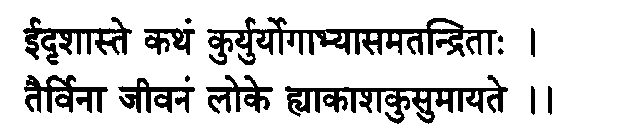 ईदृशास्ते कथं कुर्युर्योगाभ्यासमतन्द्रिताः ।
तैर्विना जीवनं लोके ह्याकाशकुसुमायते ।।